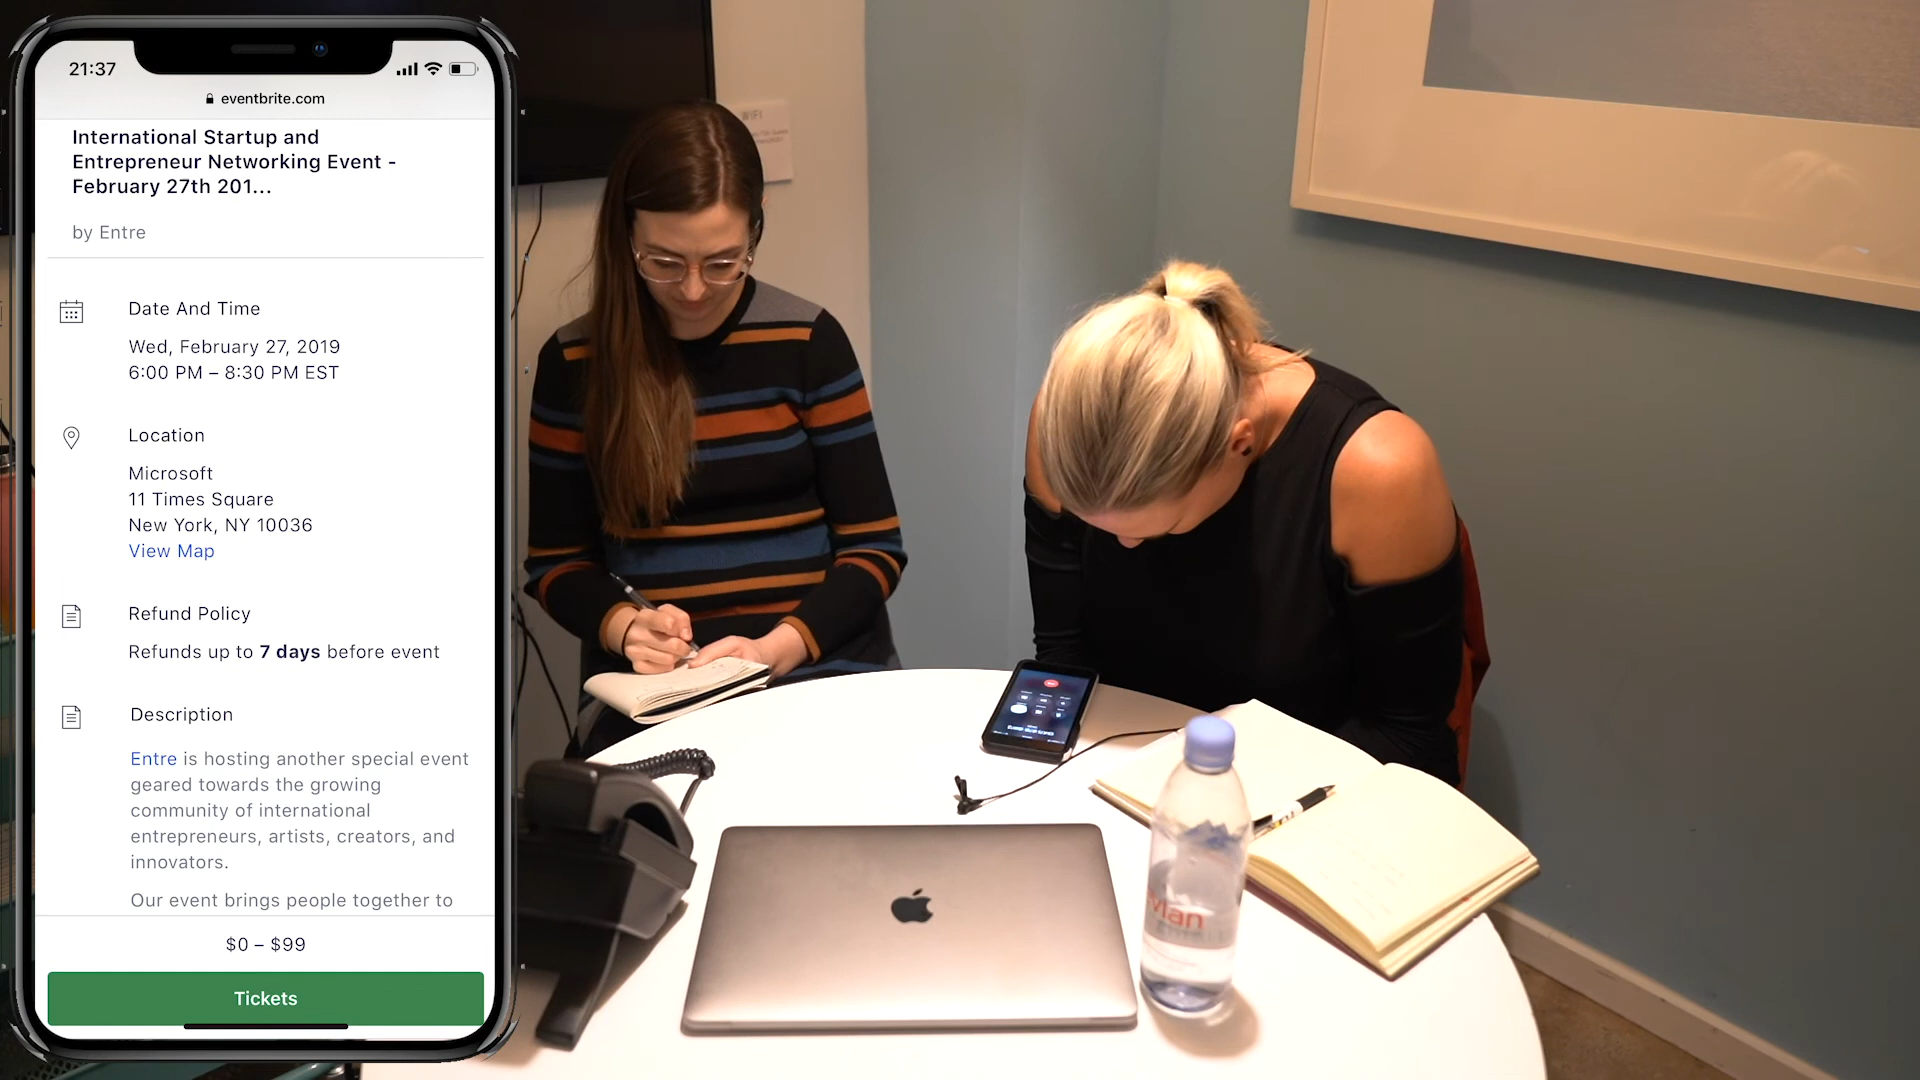 21:37
eventbrite.com
International Startup and
Entrepreneur Networking Event -
February 27th 201...
by Entre
Date And Time
Wed, February 27, 2019
6:00 PM – 8:30 PM EST
Location
Microsoft
11 Times Square
New York, NY 10036
View Map
Refund Policy
Refunds up to 7 days before event
Description
Entre is hosting another special event
geared towards the growing
community of international
entrepreneurs, artists, creators, and
innovators.
Our event brings people together to
$0 – $99
Tickets
WIFI
evian